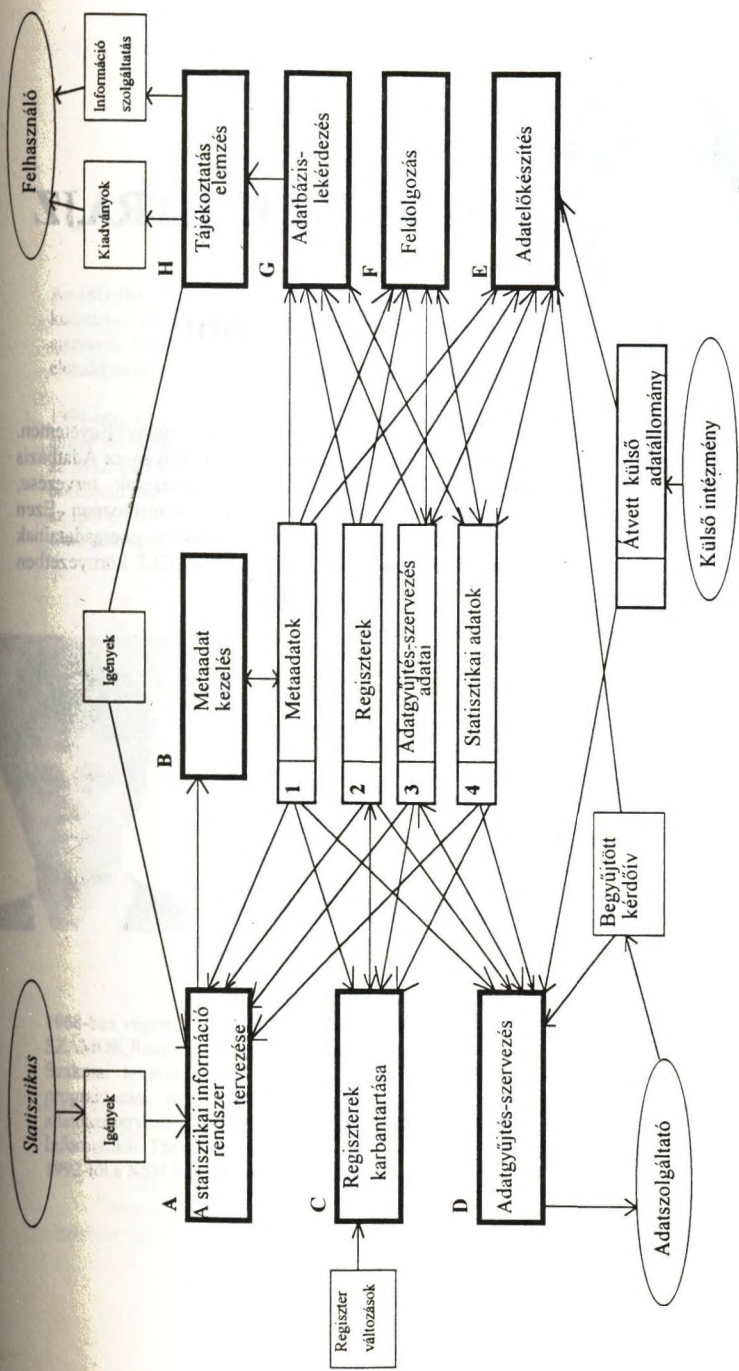 Statisztikus
Igények
A
A statisztikai információ
rendszer
tervezése
Igények
B
Metaadat
kezelés
Felhasználó
Kiadványok
Információ
szolgáltatás
H
Tájékoztatás
elemzés
G
Adatbázis-
lekérdezés
F
Feldolgozás
E
Adatelőkészítés
1
Metaadatok
2
Regiszterek
3
Adatgyűjtés-szervezés
adatai
4
Statisztikai adatok
Regiszter
változások
C
Regiszterek
karbantartása
D
Adatgyűjtés-szervezés
Adatszolgáltató
Begyűjtött
kérdőív
Átvett külső
adatállomány
Külső intézmény